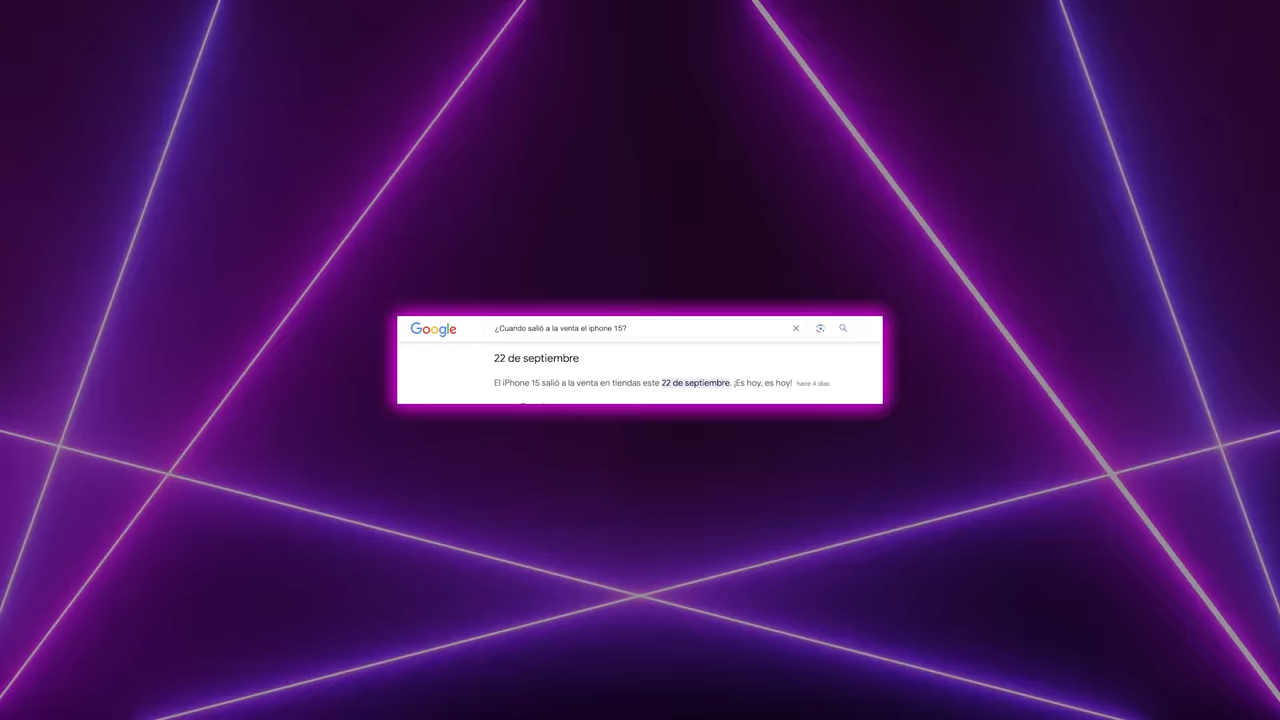 Google
¿Cuando salió a la venta el iphone 15?
22 de septiembre
El iPhone 15 salió a la venta en tiendas este 22 de septiembre. ¡Es hoy, es hoy! hace 4 días